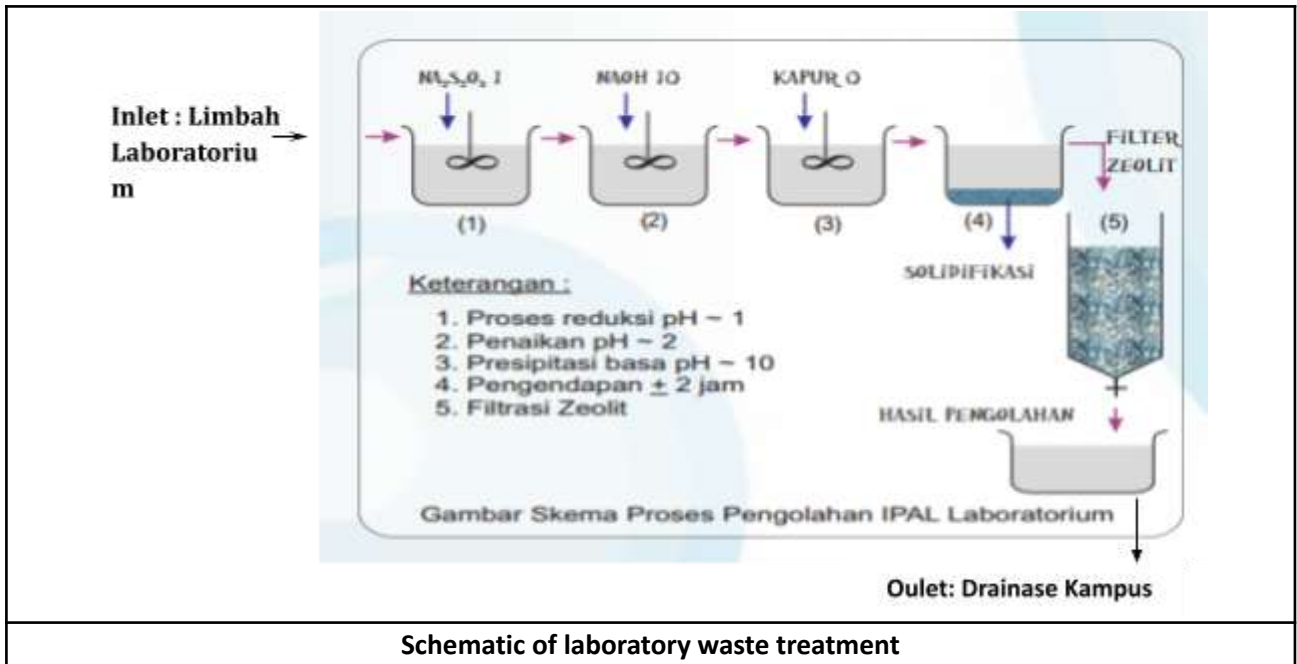 Inlet : Limbah
Laboratoriu
m
NAOH 10
KAPUR O
FILTER
ZEOLIT
(1)
(2)
(3)
(4)
(5)
SOLIDIFIKASI
Keterangan :
1. Proses reduksi pH ~ 1
2. Penaikan pH ~ 2
3. Presipitasi basa pH ~ 10
4. Pengendapan ± 2 jam
5. Filtrasi Zeolit
HASIL PENGOLAHAN
Gambar Skema Proses Pengolahan IPAL Laboratorium
Oulet: Drainase Kampus
Schematic of laboratory waste treatment